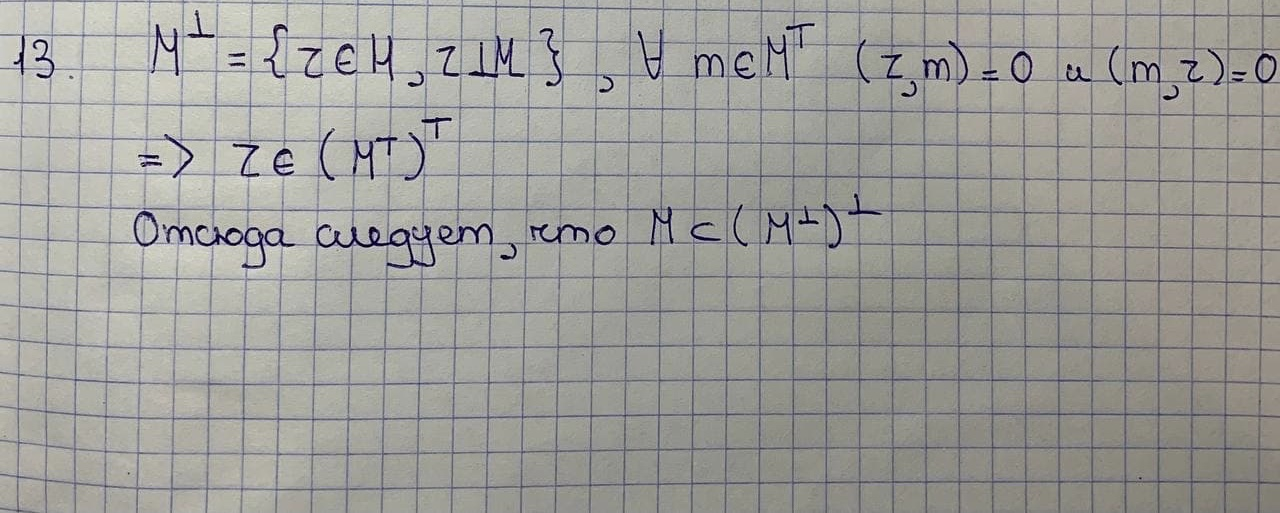 13. M^⊥ = {z ∈ H, z ⊥ M}, ∀ m ∈ M^T (z, m) = 0 и (m, z) = 0
=> z ∈ (M^T)^T
Отсюда следует, что M ⊂ (M^⊥)^⊥